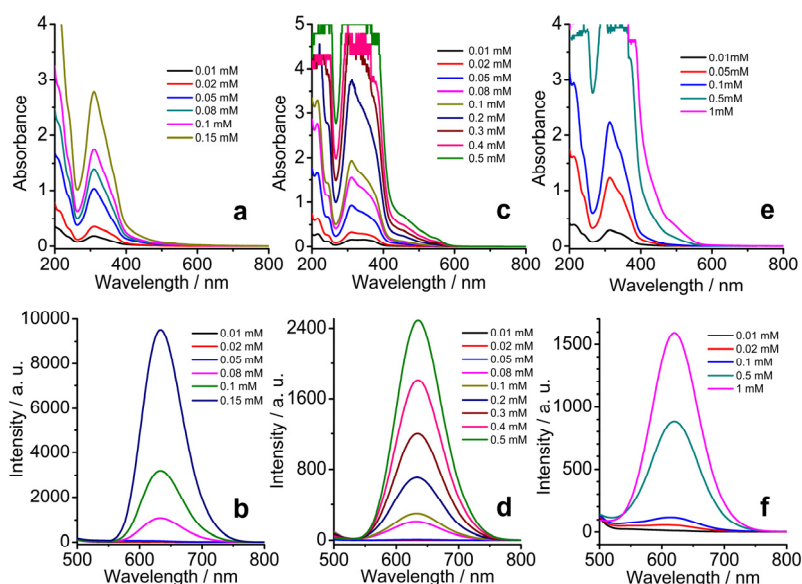 5
4
3
2
1
0
Absorbance
0.01 mM
0.02 mM
0.05 mM
0.08 mM
0.1 mM
0.15 mM
a
200 400 600 800
Wavelength / nm
5
4
3
2
1
0
Absorbance
0.01 mM
0.02 mM
0.05 mM
0.08 mM
0.1 mM
0.2 mM
0.3 mM
0.4 mM
0.5 mM
c
200 400 600 800
Wavelength / nm
4
3
2
1
0
Absorbance
0.01mM
0.05mM
0.1mM
0.5mM
1mM
e
200 400 600 800
Wavelength / nm
10000
8000
6000
4000
2000
0
Intensity / a. u.
0.01 mM
0.02 mM
0.05 mM
0.08 mM
0.1 mM
0.15 mM
b
500 600 700 800
Wavelength / nm
2400
1600
800
0
Intensity / a. u.
0.01 mM
0.02 mM
0.05 mM
0.08 mM
0.1 mM
0.2 mM
0.3 mM
0.4 mM
0.5 mM
d
500 600 700 800
Wavelength / nm
1500
1000
500
0
Intensity / a. u.
0.01 mM
0.02 mM
0.1 mM
0.5 mM
1 mM
f
500 600 700 800
Wavelength / nm